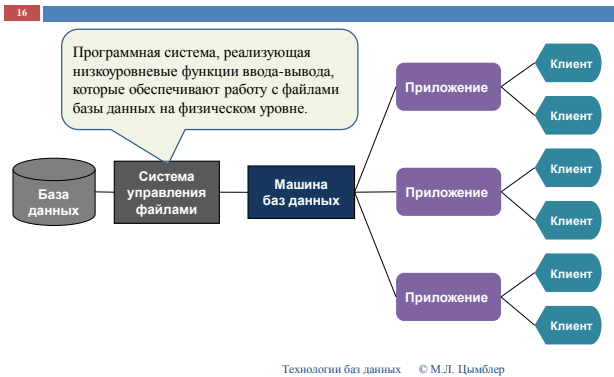 16
Программная система, реализующая
низкоуровневые функции ввода-вывода,
которые обеспечивают работу с файлами
базы данных на физическом уровне.
База
данных
Система
управления
файлами
Машина
баз данных
Приложение
Клиент
Клиент
Приложение
Клиент
Клиент
Приложение
Клиент
Клиент
Технологии баз данных © М.Л. Цымблер